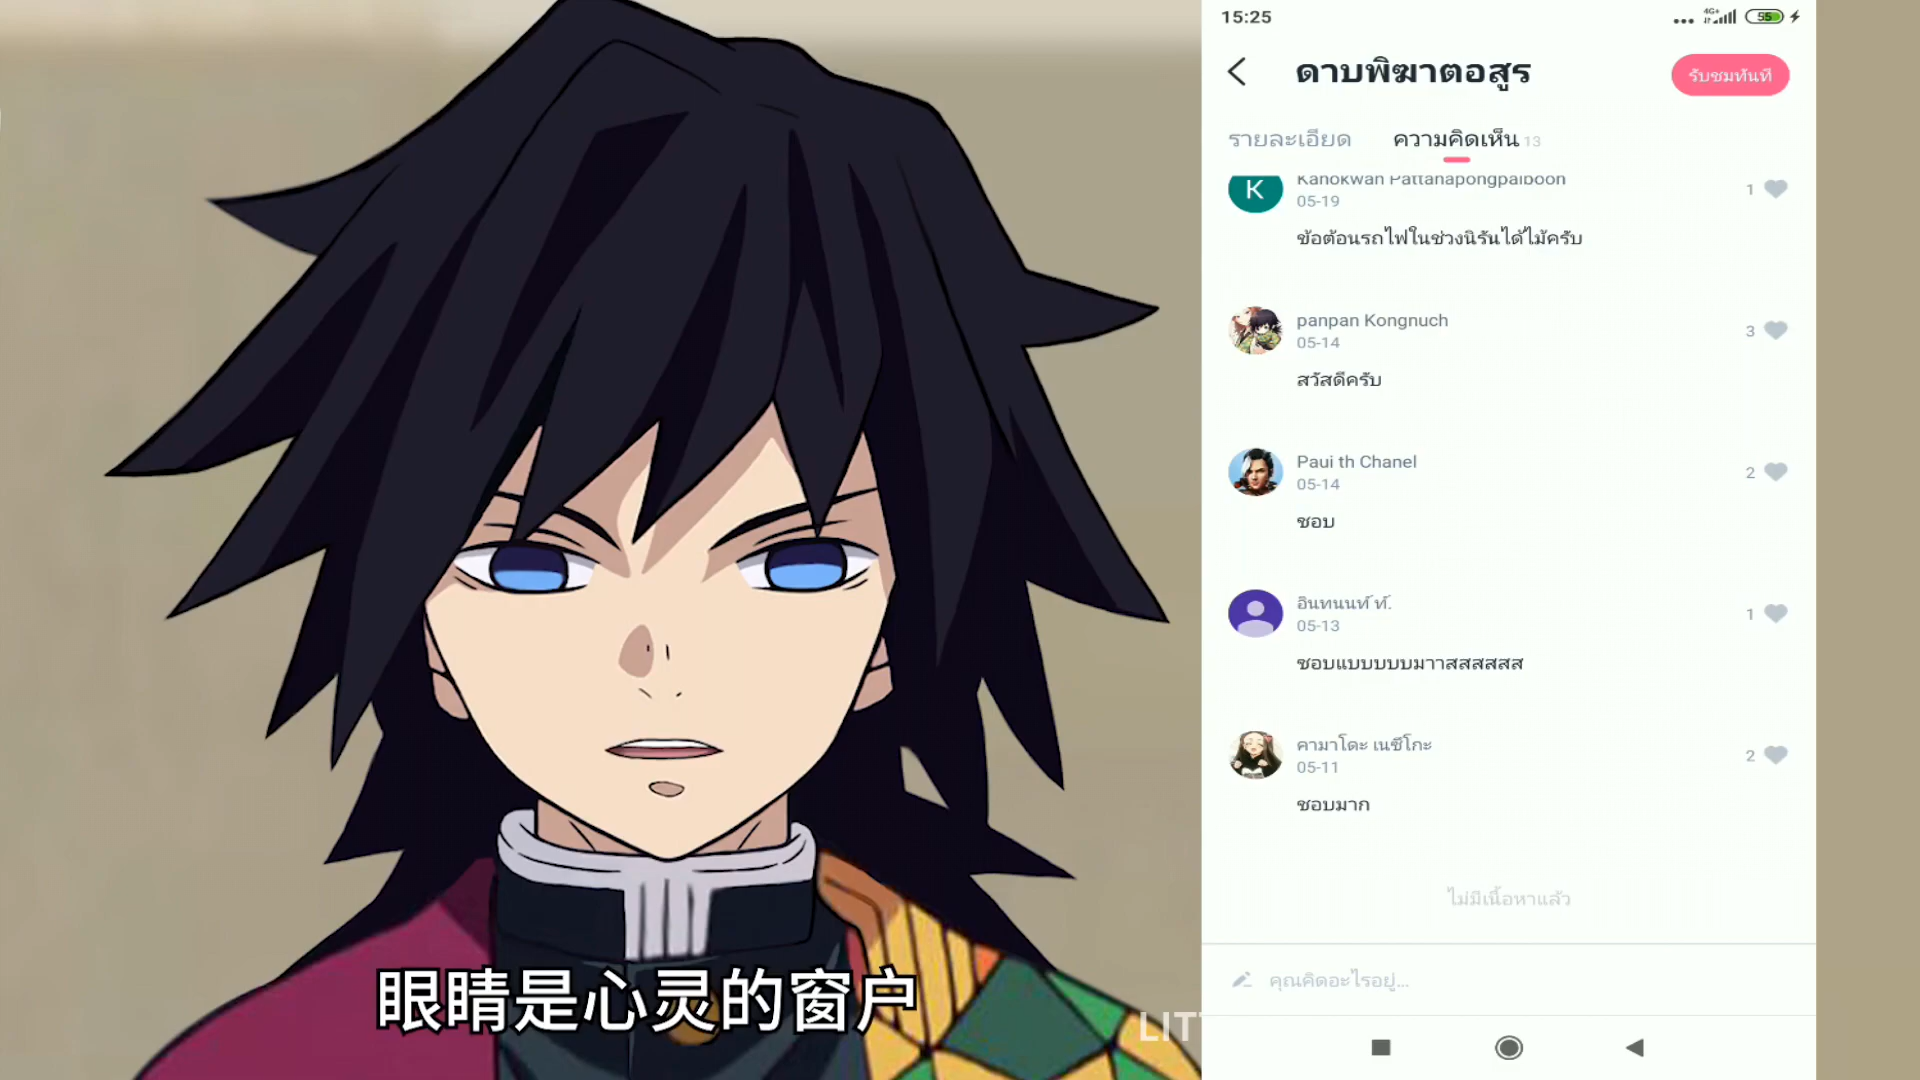 眼睛是心灵的窗户
LIT
15:25
4G+
55
ดาบพิฆาตอสูร
รับชมทันที
รายละเอียด
ความคิดเห็น 13
K
Kanokwan Pattanapongpaiboon
1
05-19
ข้อต้อนรถไฟในช่วงนิรันได้ไม้ครับ
panpan Kongnuch
3
05-14
สวัสดีครับ
Paui th Chanel
2
05-14
ชอบ
อินทนนท์ ท์.
1
05-13
ชอบแบบบบบมาาสสสสสส
คามาโดะ เนซึโกะ
2
05-11
ชอบมาก
ไม่มีเนื้อหาแล้ว
คุณคิดอะไรอยู่...